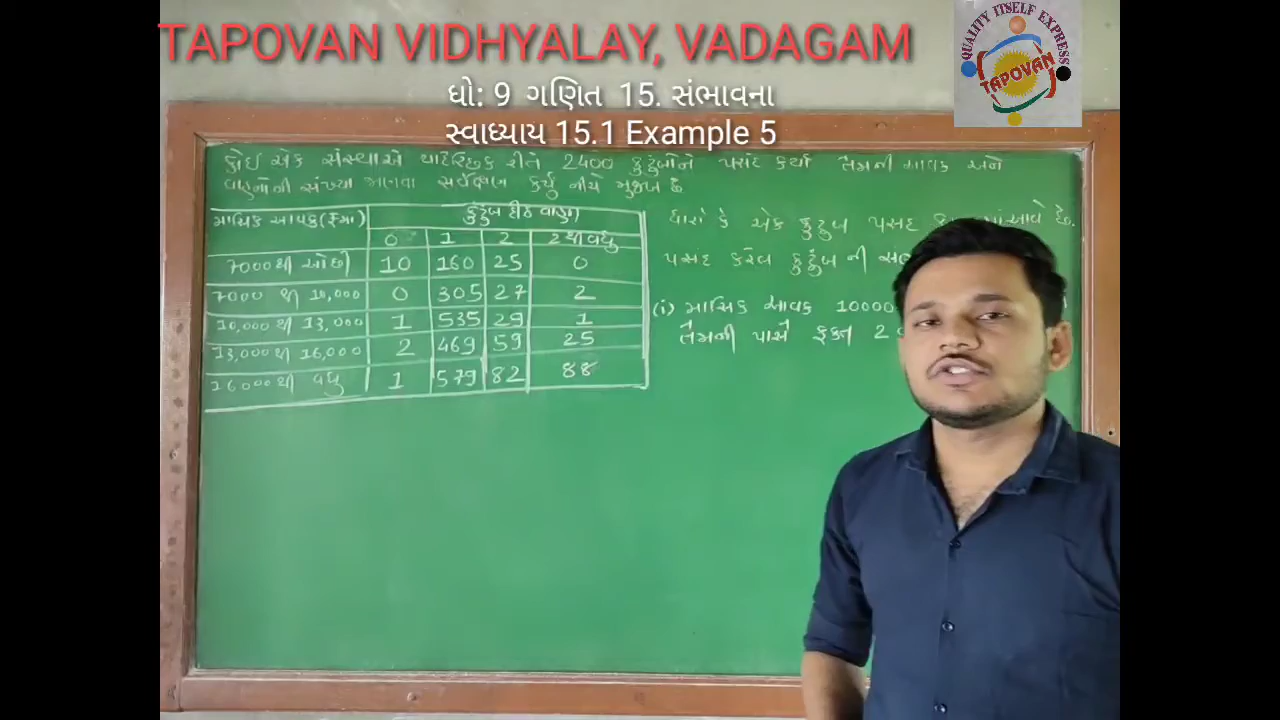 TAPOVAN VIDHYALAY, VADAGAM
QUALITY ITSELF EXPRESS
TAPOVAN
ધો: 9 ગણિત 15. સંભાવના
સ્વાધ્યાય 15.1 Example 5
કોઈ એક સંસ્થાએ યાદચ્છિક રીતે 2400 કુટુંબોને પસંદ કર્યા તેમની આવક અને
વાહનોની સંખ્યા જાણવા સર્વેક્ષણ કર્યુ નીચે મુજબ છે
માસિક આવક(રૂમા) કુટુંબ દીઠ વાહન
0 1 2 2થી વધુ
7000થી ઓછી 10 160 25 0
7000 થી 10,000 0 305 27 2
10,000 થી 13,000 1 535 29 1
13,000 થી 16,000 2 469 59 25
16000થી વધુ 1 579 82 88
ધારો કે એક કુટુંબ પસંદ આવે છે.
પસંદ કરેલ કુટુંબ ની
(i) માસિક આવક 10000
તેમની પાસે ફક્ત 2